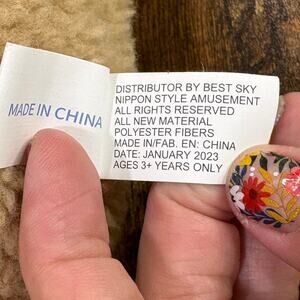 MADE IN CHINA
DISTRIBUTOR BY BEST SKY
NIPPON STYLE AMUSEMENT
ALL RIGHTS RESERVED
ALL NEW MATERIAL
POLYESTER FIBERS
MADE/FAB. EN: CHINA
DATE: JANUARY 2023
AGES 3+ YEARS ONLY